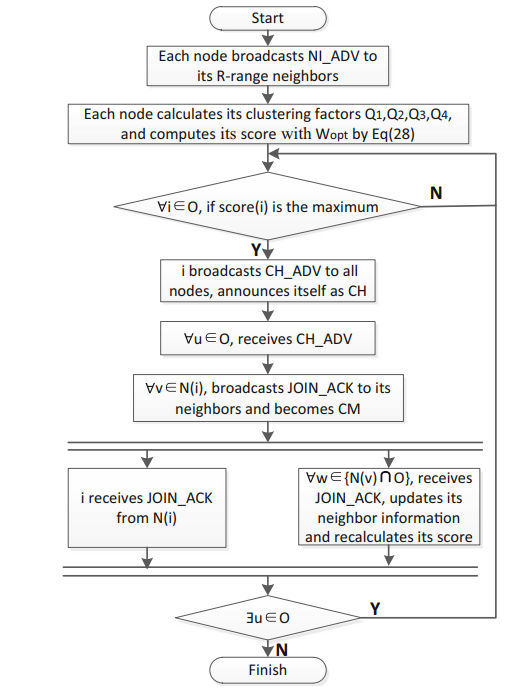 Start
Each node broadcasts NI_ADV to
its R-range neighbors
Each node calculates its clustering factors Q1,Q2,Q3,Q4,
and computes its score with Wopt by Eq(28)
∀i∈O, if score(i) is the maximum
N
Y
i broadcasts CH_ADV to all
nodes, announces itself as CH
∀u∈O, receives CH_ADV
∀v∈N(i), broadcasts JOIN_ACK to its
neighbors and becomes CM
i receives JOIN_ACK
from N(i)
∀w∈{N(v)∩O}, receives
JOIN_ACK, updates its
neighbor information
and recalculates its score
∃u∈O
Y
N
Finish